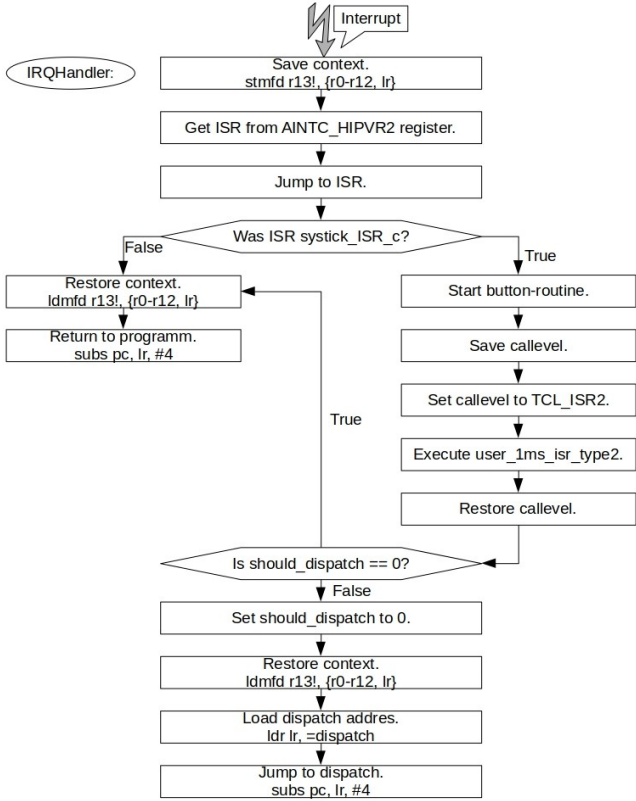 Interrupt
IRQHandler:
Save context.
stmfd r13!, {r0-r12, lr}
Get ISR from AINTC_HIPVR2 register.
Jump to ISR.
Was ISR systick_ISR_c?
False
True
Restore context.
ldmfd r13!, {r0-r12, lr}
Start button-routine.
Return to programm.
subs pc, lr, #4
Save callevel.
Set callevel to TCL_ISR2.
True
Execute user_1ms_isr_type2.
Restore callevel.
Is should_dispatch == 0?
False
Set should_dispatch to 0.
Restore context.
ldmfd r13!, {r0-r12, lr}
Load dispatch addres.
ldr lr, =dispatch
Jump to dispatch.
subs pc, lr, #4